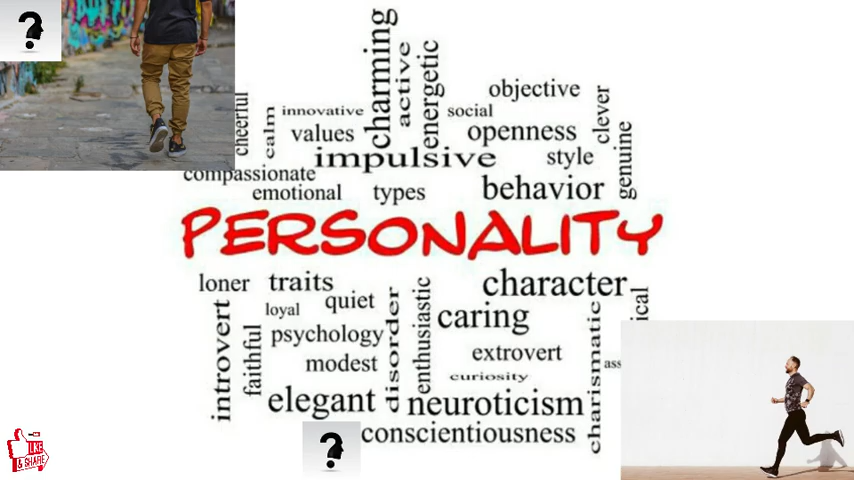 charming
active
energetic
objective
cheerful
calm
innovative
social
clever
values
openness
genuine
impulsive
style
compassionate
emotional
types
behavior
PERSONALITY
loner
traits
character
loyal
quiet
introvert
faithful
psychology
disorder
enthusiastic
caring
charismatic
modest
extrovert
curiosity
elegant
neuroticism
conscientiousness
?
?
LIKE
& SHARE